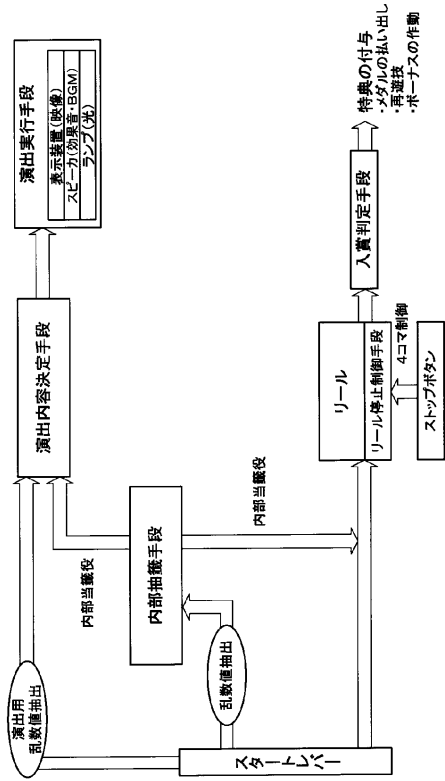 スタートレバー
演出用
乱数値抽出
乱数値抽出
内部抽籤手段
内部当籤役
内部当籤役
演出内容決定手段
演出実行手段
表示装置(映像)
スピーカ(効果音・BGM)
ランプ(光)
リール
リール停止制御手段
4コマ制御
ストップボタン
入賞判定手段
特典の付与
・メダルの払い出し
・再遊技
・ボーナスの作動